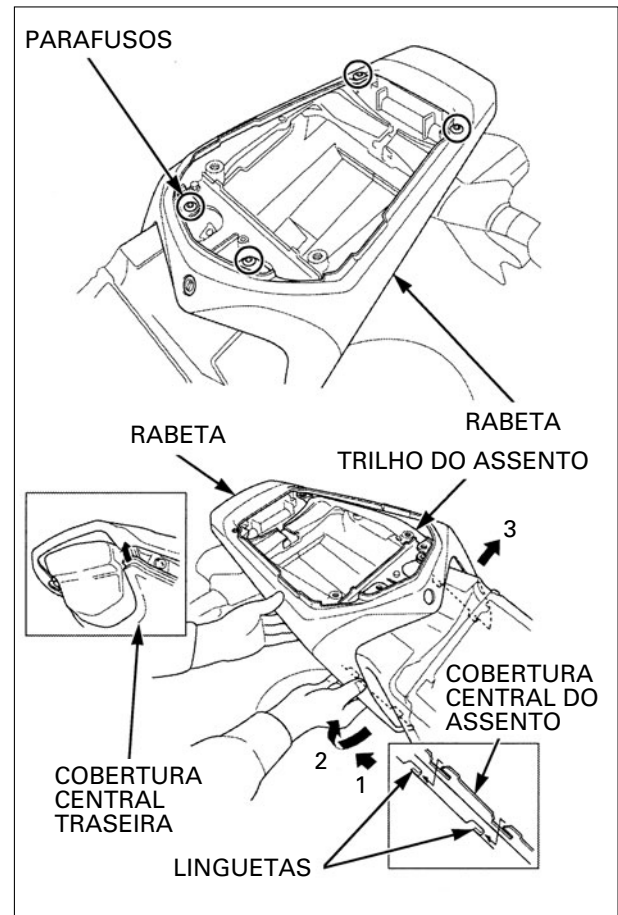 PARAFUSOS
RABETA
RABETA
TRILHO DO ASSENTO
3
COBERTURA
CENTRAL DO
ASSENTO
2
1
COBERTURA
CENTRAL
TRASEIRA
LINGUETAS